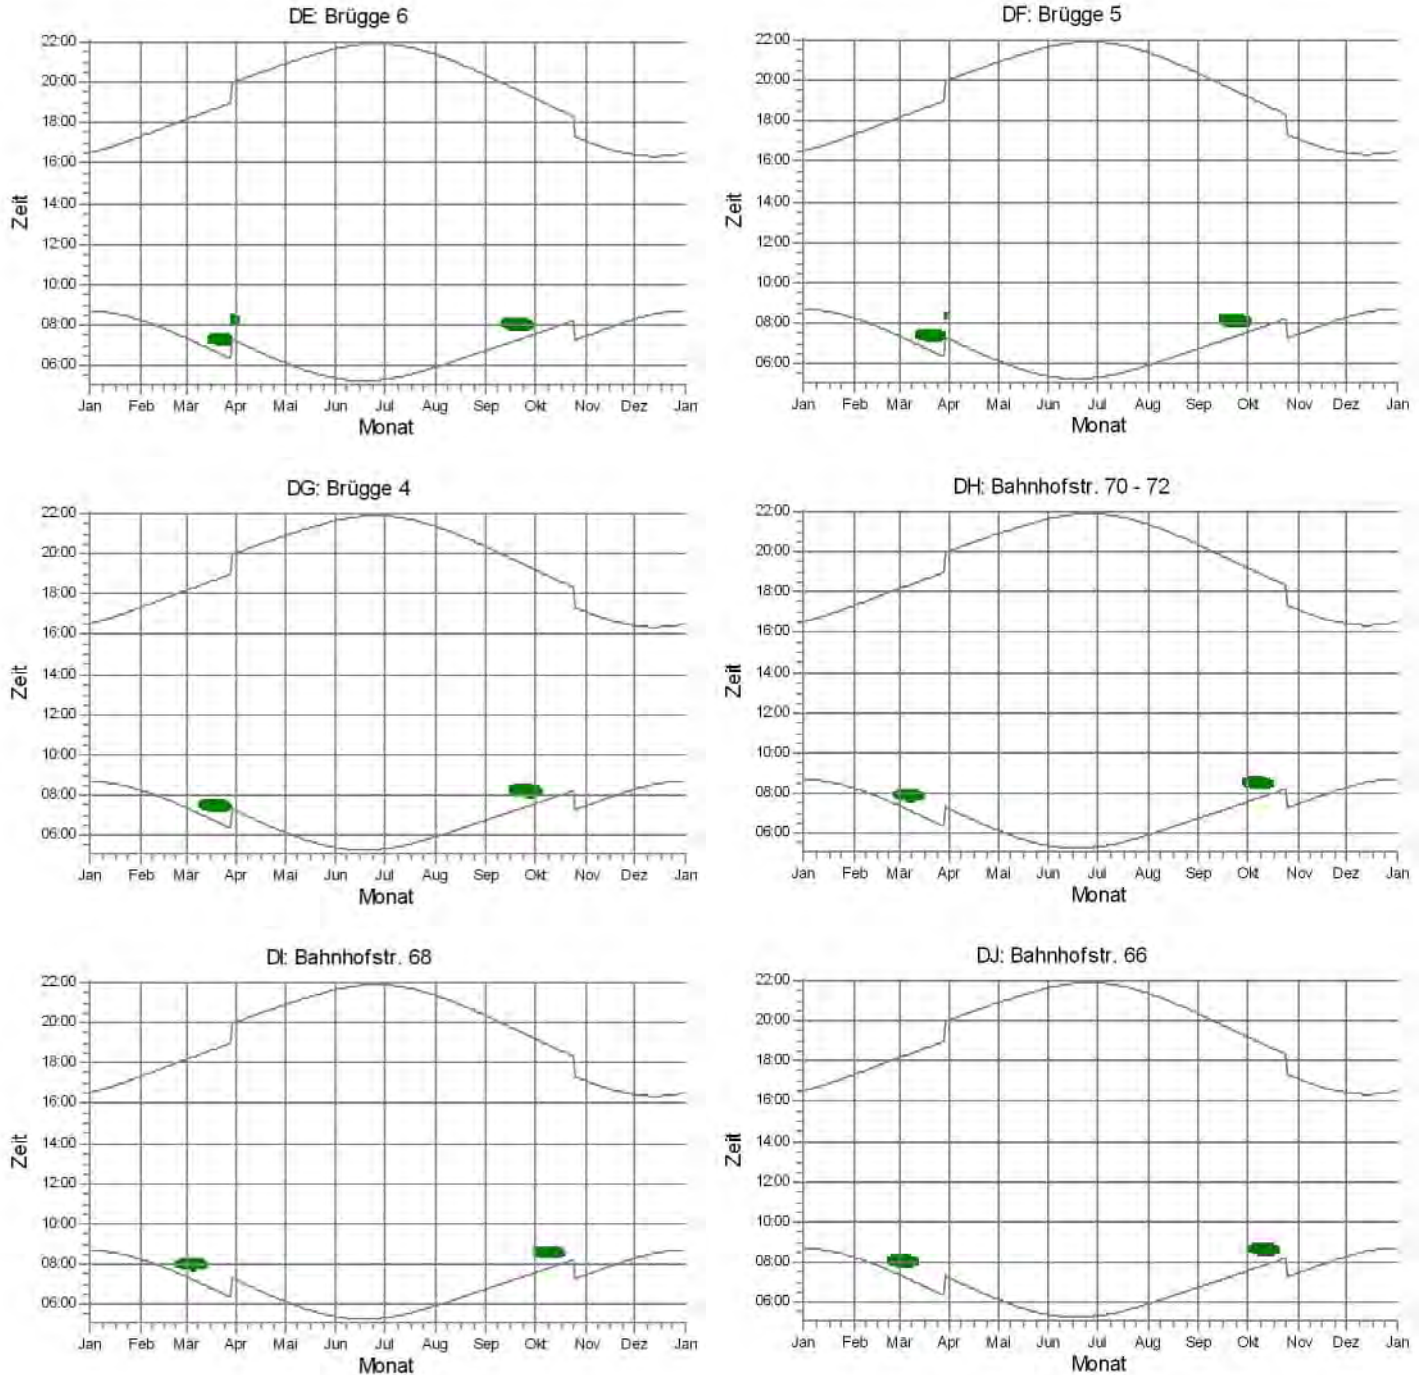 DE: Brügge 6
22:00
20:00
18:00
16:00
14:00
12:00
10:00
08:00
06:00
Zeit
Jan Feb Mär Apr Mai Jun Jul Aug Sep Okt Nov Dez Jan
Monat
DF: Brügge 5
22:00
20:00
18:00
16:00
14:00
12:00
10:00
08:00
06:00
Zeit
Jan Feb Mär Apr Mai Jun Jul Aug Sep Okt Nov Dez Jan
Monat
DG: Brügge 4
22:00
20:00
18:00
16:00
14:00
12:00
10:00
08:00
06:00
Zeit
Jan Feb Mär Apr Mai Jun Jul Aug Sep Okt Nov Dez Jan
Monat
DH: Bahnhofstr. 70 - 72
22:00
20:00
18:00
16:00
14:00
12:00
10:00
08:00
06:00
Zeit
Jan Feb Mär Apr Mai Jun Jul Aug Sep Okt Nov Dez Jan
Monat
DI: Bahnhofstr. 68
22:00
20:00
18:00
16:00
14:00
12:00
10:00
08:00
06:00
Zeit
Jan Feb Mär Apr Mai Jun Jul Aug Sep Okt Nov Dez Jan
Monat
DJ: Bahnhofstr. 66
22:00
20:00
18:00
16:00
14:00
12:00
10:00
08:00
06:00
Zeit
Jan Feb Mär Apr Mai Jun Jul Aug Sep Okt Nov Dez Jan
Monat